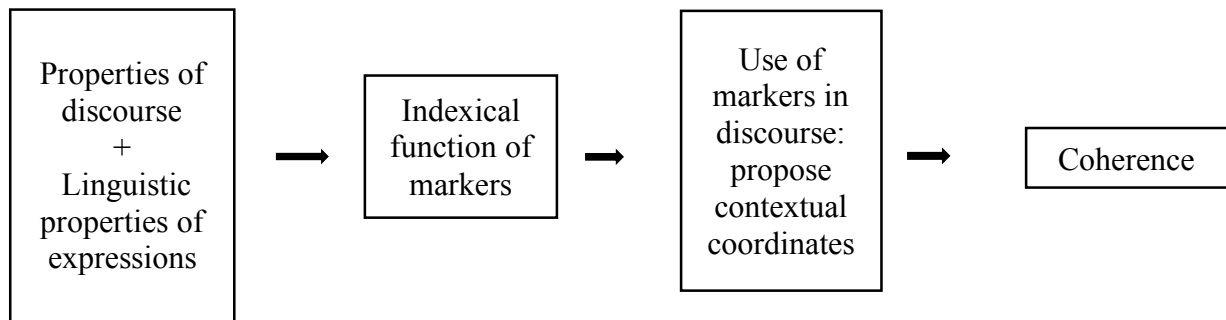 Properties of
discourse
+
Linguistic
properties of
expressions
Indexical
function of
markers
Use of
markers in
discourse:
propose
contextual
coordinates
Coherence